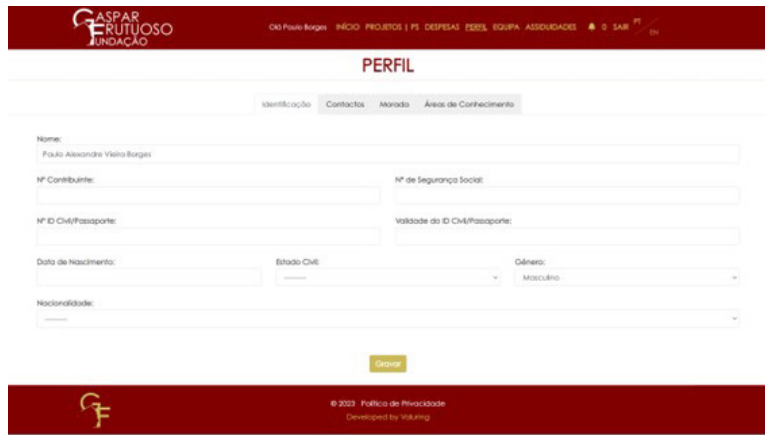 GASPAR
FRUTUOSO
FUNDAÇÃO
Olá Paulo Borges INÍCIO PROJETOS | PS DESPESAS PERFIL EQUIPA ASSIDUIDADES 0 SAIR PT
EN
PERFIL
Identificação Contactos Morada Áreas de Conhecimento
Nome:
Paulo Alexandre Vieira Borges
Nº Contribuinte: Nº de Segurança Social:
Nº ID Civil/Passaporte: Validade do ID Civil/Passaporte:
Data de Nascimento: Estado Civil: Género:
--------- Masculino
Nacionalidade:
---------
Gravar
GF
© 2023 Política de Privacidade
Developed by Valuring